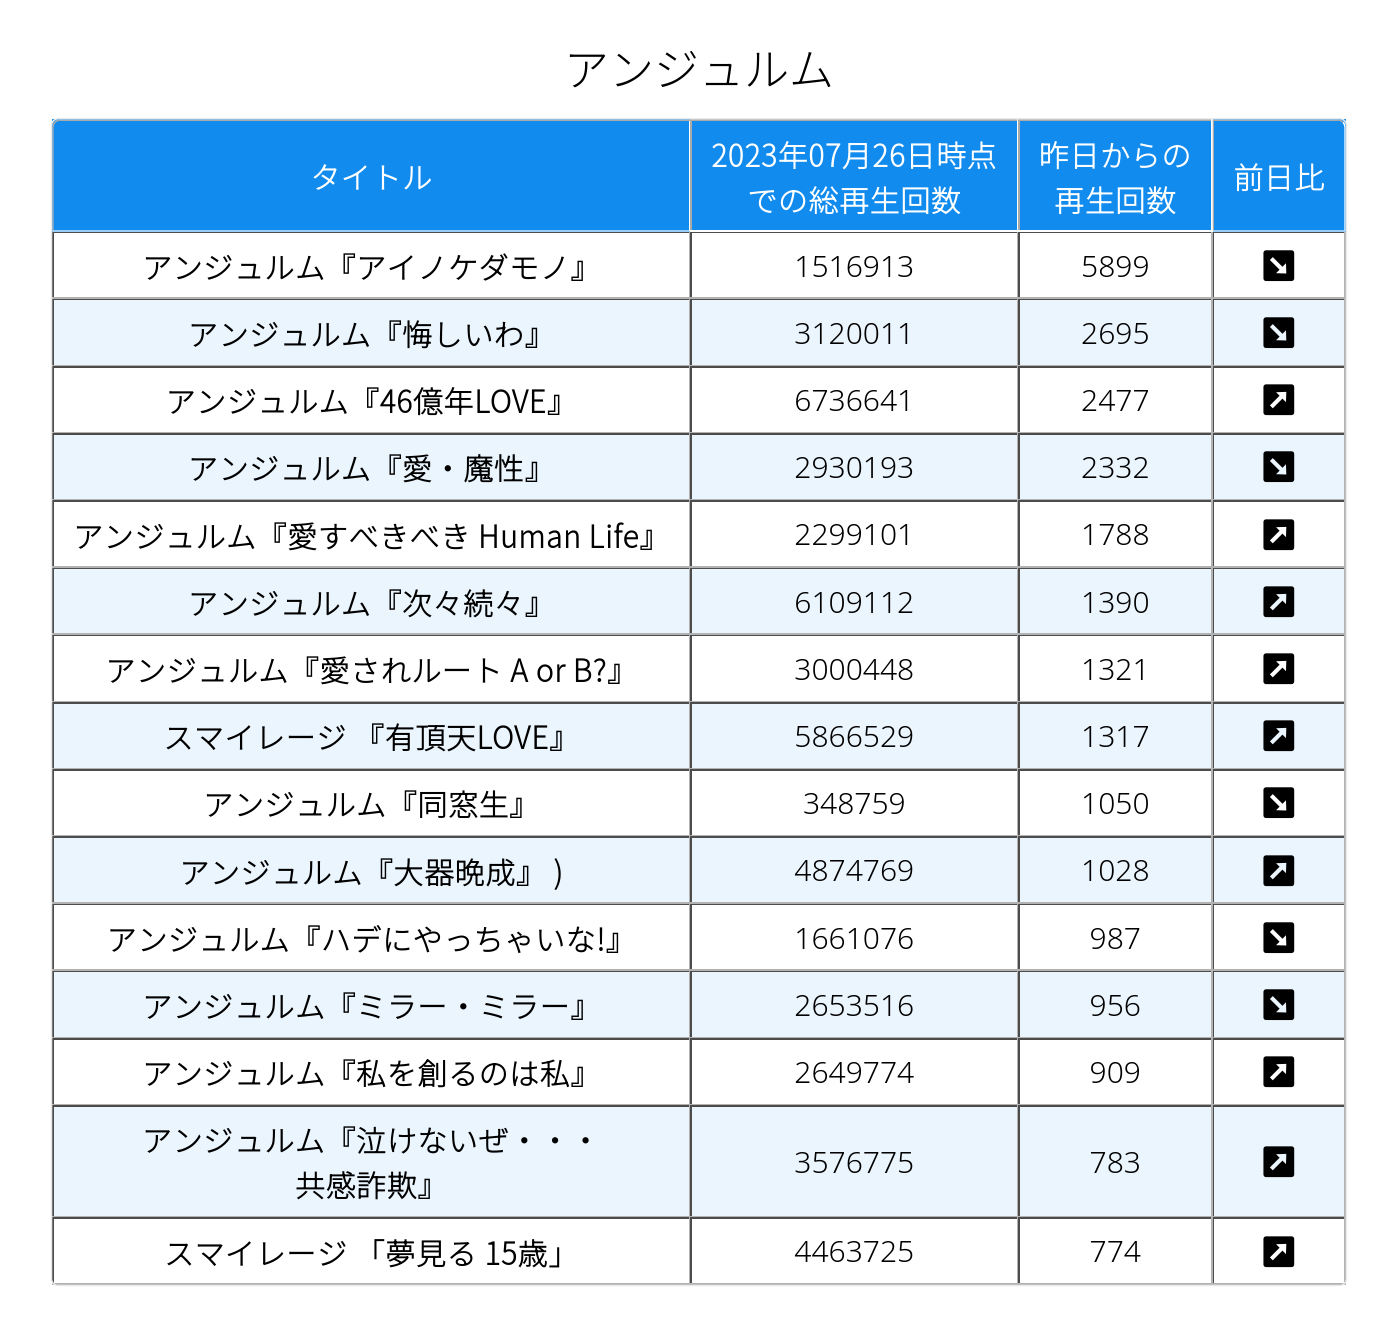 アンジュルム
タイトル
2023年07月26日時点
での総再生回数
昨日からの
再生回数
前日比
アンジュルム『アイノケダモノ』 1516913 5899 ↘
アンジュルム『悔しいわ』 3120011 2695 ↘
アンジュルム『46億年LOVE』 6736641 2477 ↗
アンジュルム『愛・魔性』 2930193 2332 ↘
アンジュルム『愛すべきべき Human Life』 2299101 1788 ↗
アンジュルム『次々続々』 6109112 1390 ↗
アンジュルム『愛されルート A or B?』 3000448 1321 ↗
スマイレージ 『有頂天LOVE』 5866529 1317 ↗
アンジュルム『同窓生』 348759 1050 ↘
アンジュルム『大器晩成』 ) 4874769 1028 ↗
アンジュルム『ハデにやっちゃいな!』 1661076 987 ↘
アンジュルム『ミラー・ミラー』 2653516 956 ↘
アンジュルム『私を創るのは私』 2649774 909 ↗
アンジュルム『泣けないぜ・・・
共感詐欺』 3576775 783 ↗
スマイレージ 「夢見る 15歳」 4463725 774 ↗